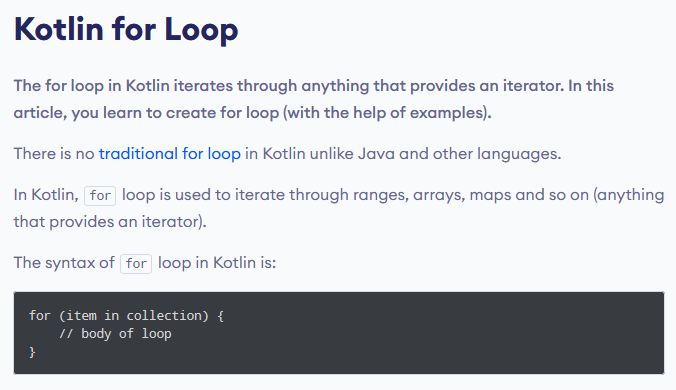 Kotlin for Loop
The for loop in Kotlin iterates through anything that provides an iterator. In this
article, you learn to create for loop (with the help of examples).
There is no traditional for loop in Kotlin unlike Java and other languages.
In Kotlin, for loop is used to iterate through ranges, arrays, maps and so on (anything
that provides an iterator).
The syntax of for loop in Kotlin is:
for (item in collection) {
    // body of loop
}